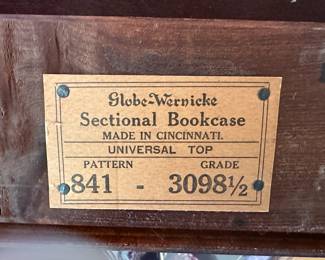 Globe-Wernicke
Sectional Bookcase
MADE IN CINCINNATI.
UNIVERSAL TOP
PATTERN GRADE
841 - 3098½